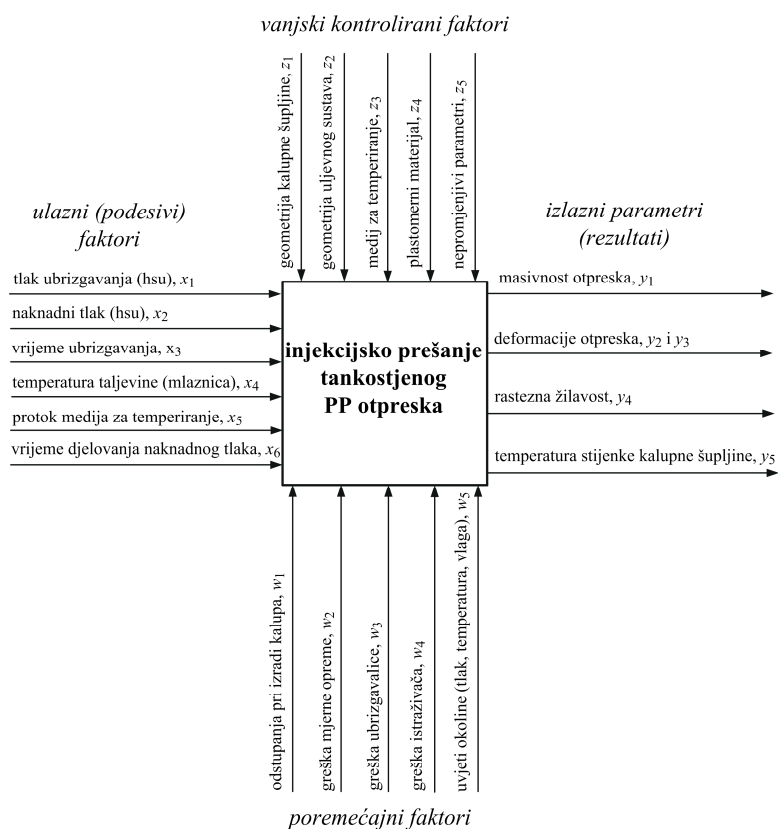 vanjski kontrolirani faktori
geometrija kalupne šupljine, z1
geometrija uljevnog sustava, z2
medij za temperiranje, z3
plastomerni materijal, z4
nepromjenjivi parametri, z5
ulazni (podesivi)
faktori
tlak ubrizgavanja (hsu), x1
naknadni tlak (hsu), x2
vrijeme ubrizgavanja, x3
temperatura taljevine (mlaznica), x4
protok medija za temperiranje, x5
vrijeme djelovanja naknadnog tlaka, x6
injekcijsko prešanje
tankostjenog
PP otpreska
izlazni parametri
(rezultati)
masivnost otpreska, y1
deformacije otpreska, y2 i y3
rastezna žilavost, y4
temperatura stijenke kalupne šupljine, y5
odstupanja pri izradi kalupa, w1
greška mjerne opreme, w2
greška ubrizgavalice, w3
greška istraživača, w4
uvjeti okoline (tlak, temperatura, vlaga), w5
poremećajni faktori